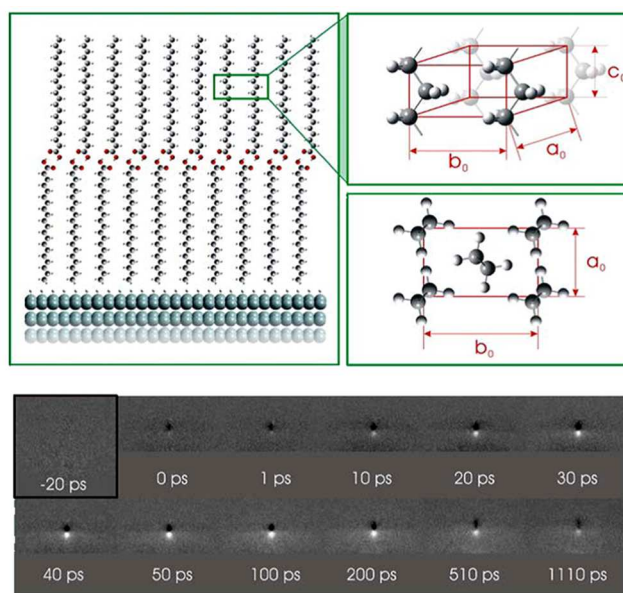 c₀
b₀
a₀
a₀
b₀
-20 ps
0 ps
1 ps
10 ps
20 ps
30 ps
40 ps
50 ps
100 ps
200 ps
510 ps
1110 ps